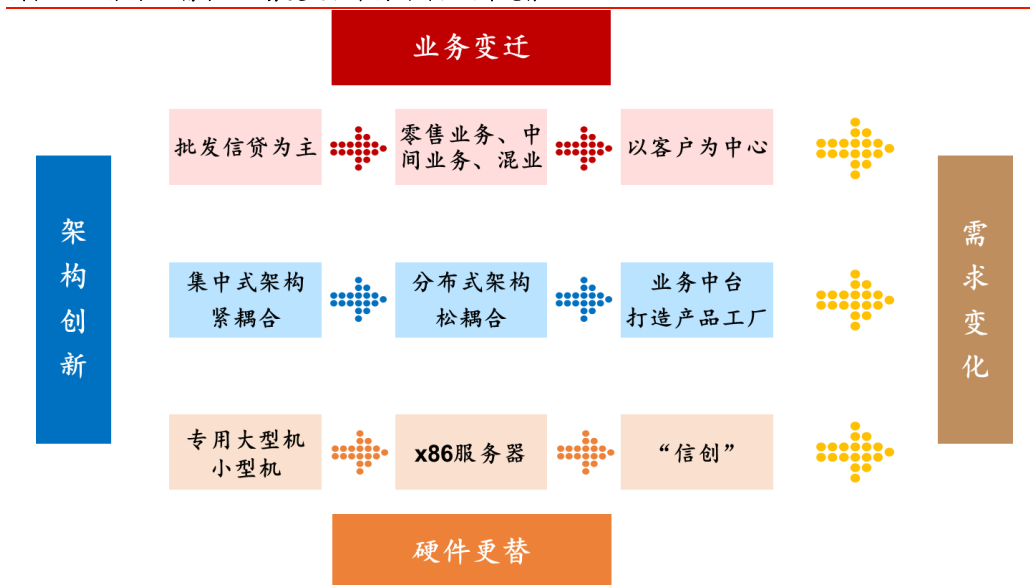 业务变迁
批发信贷为主
零售业务、中
间业务、混业
以客户为中心
架构创新
集中式架构
紧耦合
分布式架构
松耦合
业务中台
打造产品工厂
需求变化
专用大型机
小型机
x86服务器
“信创”
硬件更替